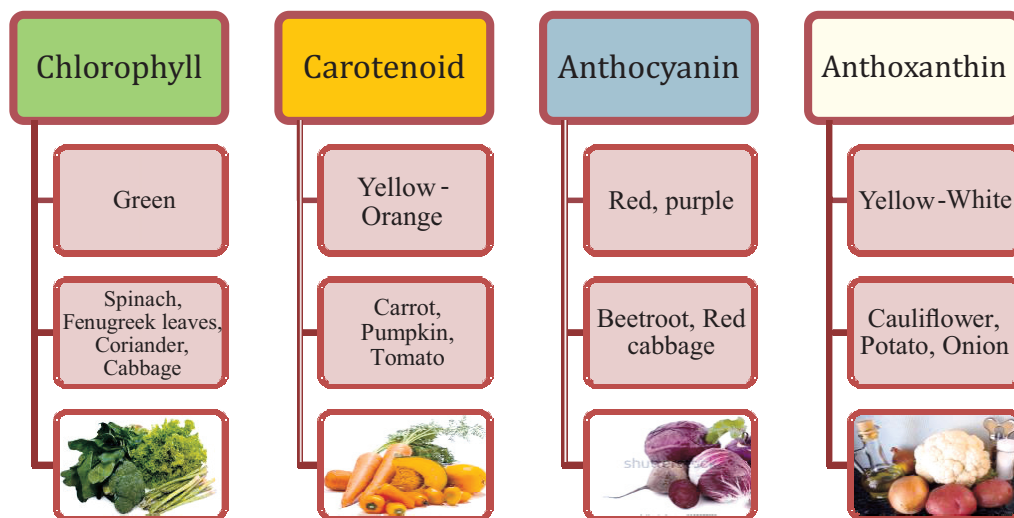 Chlorophyll
Green
Spinach,
Fenugreek leaves,
Coriander,
Cabbage
Carotenoid
Yellow -
Orange
Carrot,
Pumpkin,
Tomato
Anthocyanin
Red, purple
Beetroot, Red
cabbage
Anthoxanthin
Yellow-White
Cauliflower,
Potato, Onion